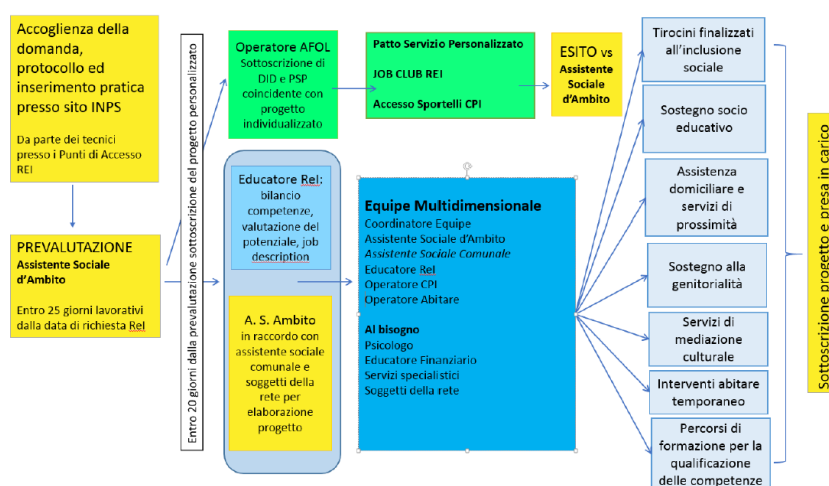 Accoglienza della
domanda,
protocollo ed
inserimento pratica
presso sito INPS
Da parte dei tecnici
presso i Punti di Accesso
REI
PREVALUTAZIONE
Assistente Sociale
d'Ambito
Entro 25 giorni lavorativi
dalla data di richiesta ReI
Entro 20 giorni dalla prevalutazione sottoscrizione del progetto personalizzato
Operatore AFOL
Sottoscrizione di
DID e PSP
coincidente con
progetto
individualizzato
Patto Servizio Personalizzato
JOB CLUB REI
Accesso Sportelli CPI
ESITO vs
Assistente
Sociale
d'Ambito
Educatore ReI:
bilancio
competenze,
valutazione del
potenziale, job
description
A. S. Ambito
in raccordo con
assistente sociale
comunale e
soggetti della
rete per
elaborazione
progetto
Equipe Multidimensionale
Coordinatore Equipe
Assistente Sociale d'Ambito
Assistente Sociale Comunale
Educatore ReI
Operatore CPI
Operatore Abitare
Al bisogno
Psicologo
Educatore Finanziario
Servizi specialistici
Soggetti della rete
Tirocini finalizzati
all'inclusione
sociale
Sostegno socio
educativo
Assistenza
domiciliare e
servizi di
prossimità
Sostegno alla
genitorialità
Servizi di
mediazione
culturale
Interventi abitare
temporaneo
Percorsi di
formazione per la
qualificazione
delle competenze
Sottoscrizione progetto e presa in carico